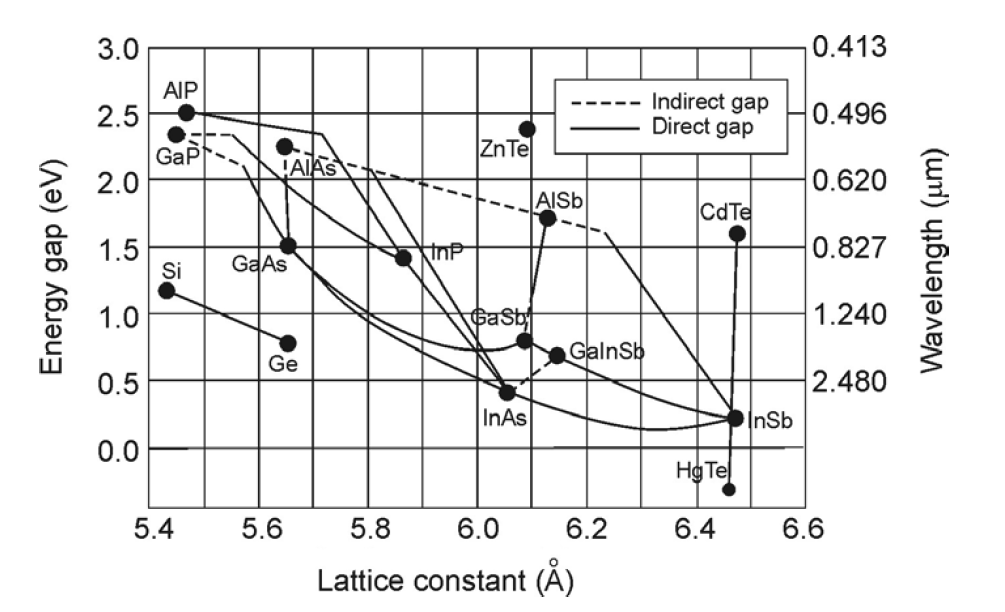 3.0
2.5
2.0
1.5
1.0
0.5
0.0
Energy gap (eV)
5.4
5.6
5.8
6.0
6.2
6.4
6.6
Lattice constant (Å)
0.413
0.496
0.620
0.827
1.240
2.480
Wavelength (μm)
Indirect gap
Direct gap
AlP
GaP
AlAs
ZnTe
AlSb
CdTe
GaAs
InP
Si
Ge
GaSb
GaInSb
InAs
InSb
HgTe